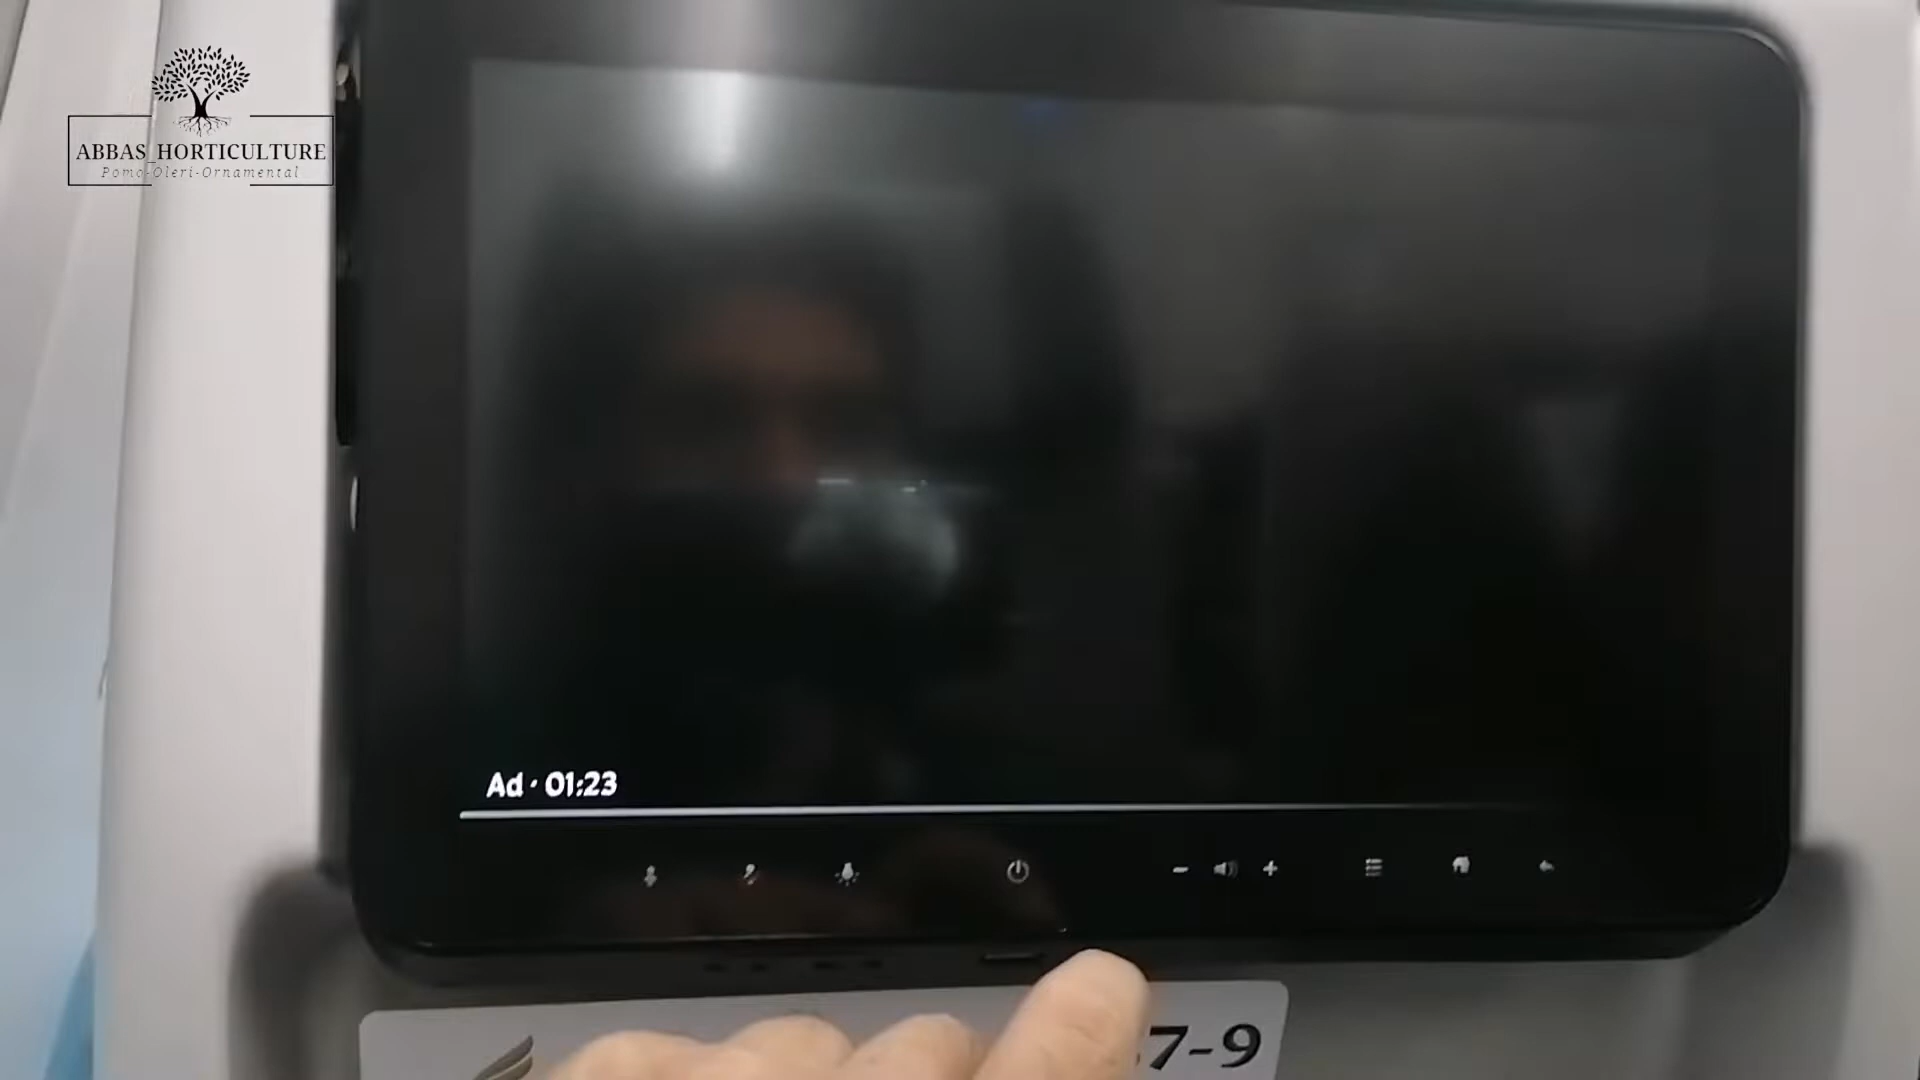 ABBAS_HORTICULTURE
Pomo-Oleri-Ornamental
Ad · 01:23
7-9